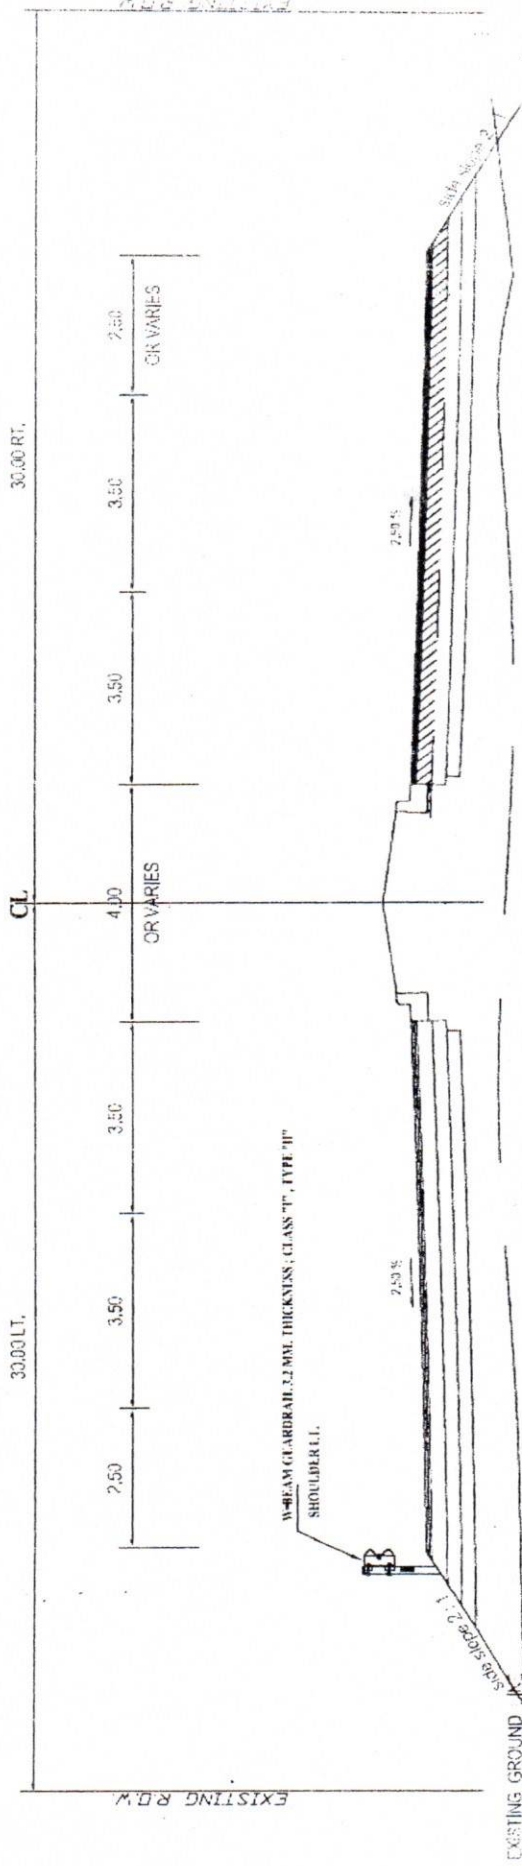 EXISTING R.O.W.
30.00 LT.
CL
30.00 RT.
EXISTING R.O.W.
2.50
3.50
3.50
4.00
OR VARIES
3.50
3.50
2.50
OR VARIES
W-BEAM GUARDRAIL 3.2 MM. THICKNESS; CLASS "I", TYPE "II"
SHOULDER LT.
2.50 %
2.50 %
side slope 2 : 1
side slope 2 : 1
EXISTING GROUND